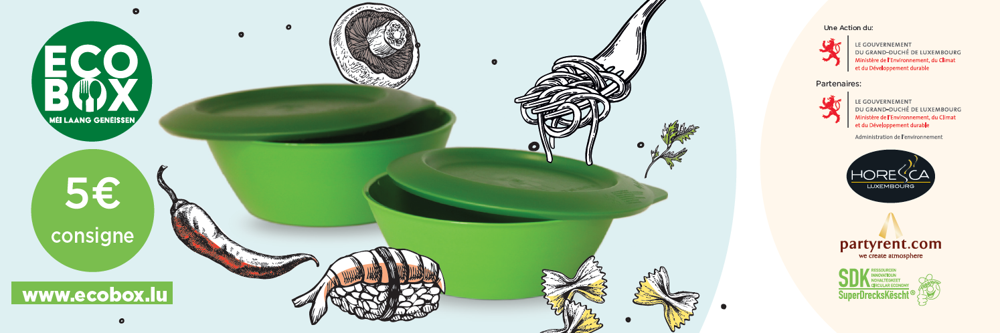 ECO
BOX
MÉI LAANG GENÉISSEN
5€
consigne
www.ecobox.lu
Une Action du:
LE GOUVERNEMENT
DU GRAND-DUCHÉ DE LUXEMBOURG
Ministère de l'Environnement, du Climat
et du Développement durable
Partenaires:
LE GOUVERNEMENT
DU GRAND-DUCHÉ DE LUXEMBOURG
Ministère de l'Environnement, du Climat
et du Développement durable
Administration de l'environnement
HORESCA
LUXEMBOURG
partyrent.com
we create atmosphere
SDK
RESSOURCEN
INNOVATIOUN
NOHALTEGKEET
CIRCULAR ECONOMY
SuperDrecksKëscht®